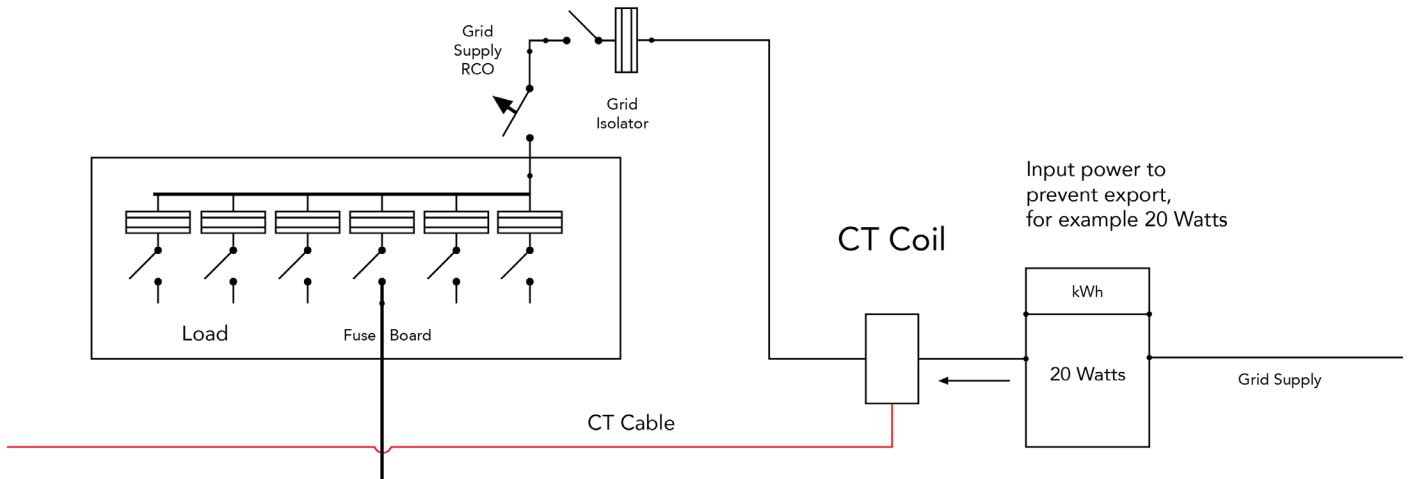 Grid
Supply
RCO
Grid
Isolator
Input power to
prevent export,
for example 20 Watts
CT Coil
kWh
20 Watts
Grid Supply
Load
Fuse Board
CT Cable